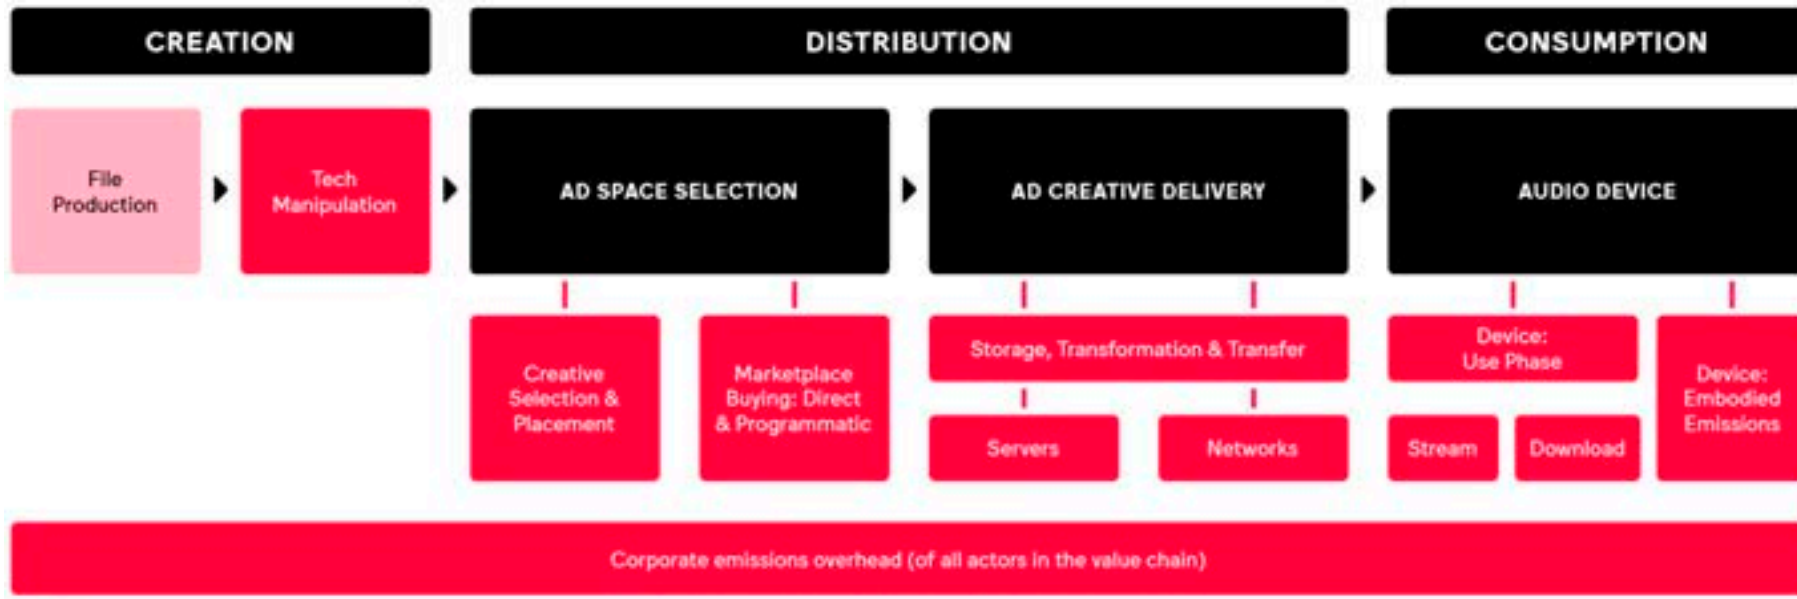 CREATION
DISTRIBUTION
CONSUMPTION
File
Production
Tech
Manipulation
AD SPACE SELECTION
AD CREATIVE DELIVERY
AUDIO DEVICE
Creative
Selection &
Placement
Marketplace
Buying: Direct
& Programmatic
Storage, Transformation & Transfer
Servers
Networks
Device:
Use Phase
Stream
Download
Device:
Embodied
Emissions
Corporate emissions overhead (of all actors in the value chain)